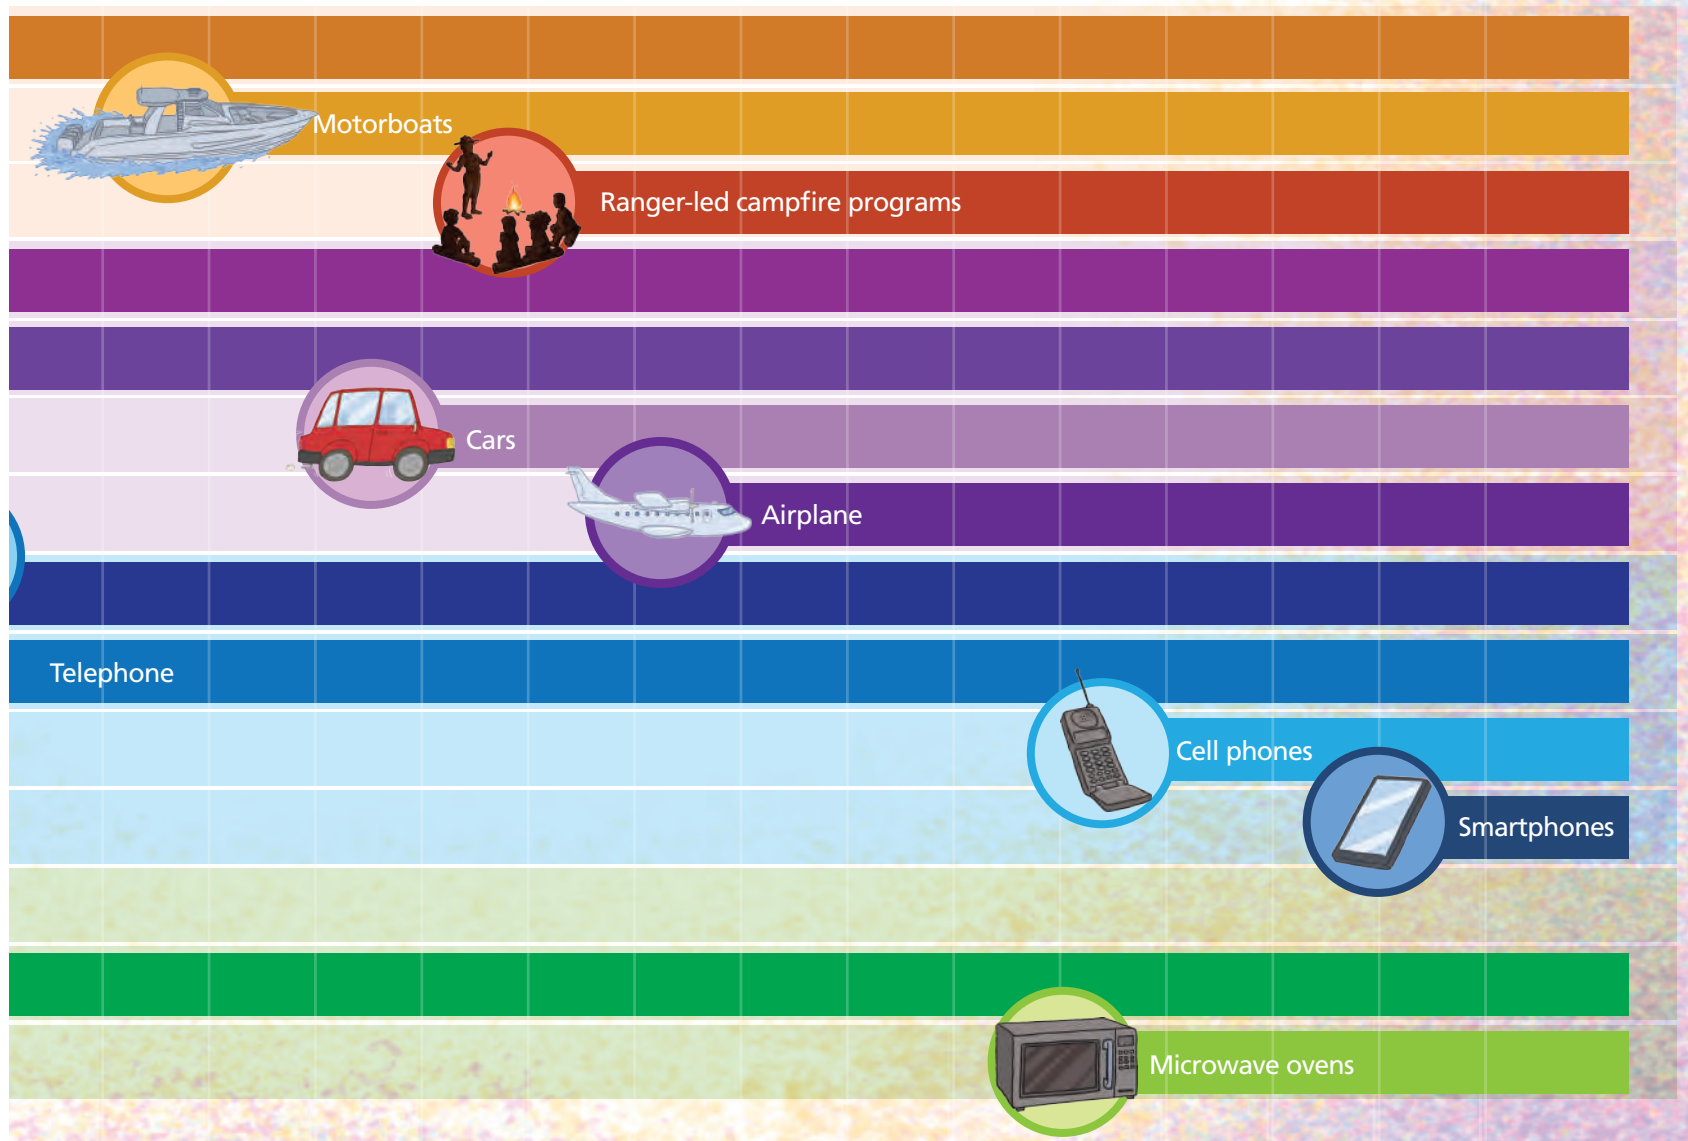 Motorboats
Ranger-led campfire programs
Cars
Airplane
Telephone
Cell phones
Smartphones
Microwave ovens